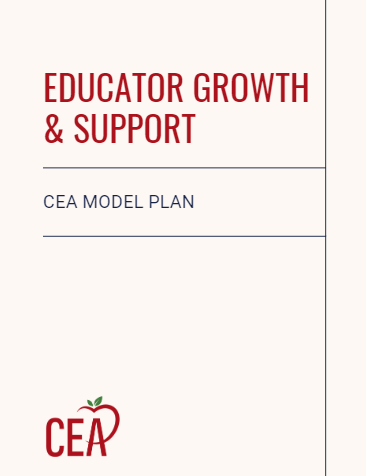 EDUCATOR GROWTH
& SUPPORT
CEA MODEL PLAN
CEA